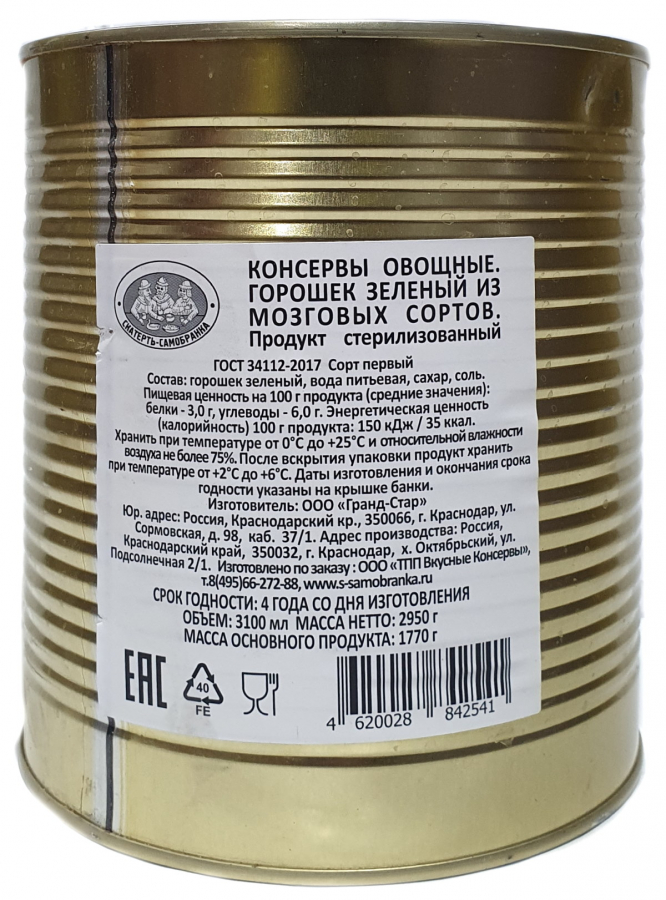 СКАТЕРТЬ-САМОБРАНКА
КОНСЕРВЫ ОВОЩНЫЕ.
ГОРОШЕК ЗЕЛЕНЫЙ ИЗ
МОЗГОВЫХ СОРТОВ.
Продукт стерилизованный
ГОСТ 34112-2017 Сорт первый
Состав: горошек зеленый, вода питьевая, сахар, соль.
Пищевая ценность на 100 г продукта (средние значения):
белки - 3,0 г, углеводы - 6,0 г. Энергетическая ценность
(калорийность) 100 г продукта: 150 кДж / 35 ккал.
Хранить при температуре от 0°С до +25°С и относительной влажности
воздуха не более 75%. После вскрытия упаковки продукт хранить
при температуре от +2°С до +6°С. Даты изготовления и окончания срока
годности указаны на крышке банки.
Изготовитель: ООО «Гранд-Стар»
Юр. адрес: Россия, Краснодарский кр., 350066, г. Краснодар, ул.
Сормовская, д. 98, каб. 37/1. Адрес производства: Россия,
Краснодарский край, 350032, г. Краснодар, х. Октябрьский, ул.
Подсолнечная 2/1. Изготовлено по заказу : ООО «ТПП Вкусные Консервы»,
т.8(495)66-272-88, www.s-samobranka.ru
СРОК ГОДНОСТИ: 4 ГОДА СО ДНЯ ИЗГОТОВЛЕНИЯ
ОБЪЕМ: 3100 мл МАССА НЕТТО: 2950 г
МАССА ОСНОВНОГО ПРОДУКТА: 1770 г
EAC
40
FE
4 620028 842541